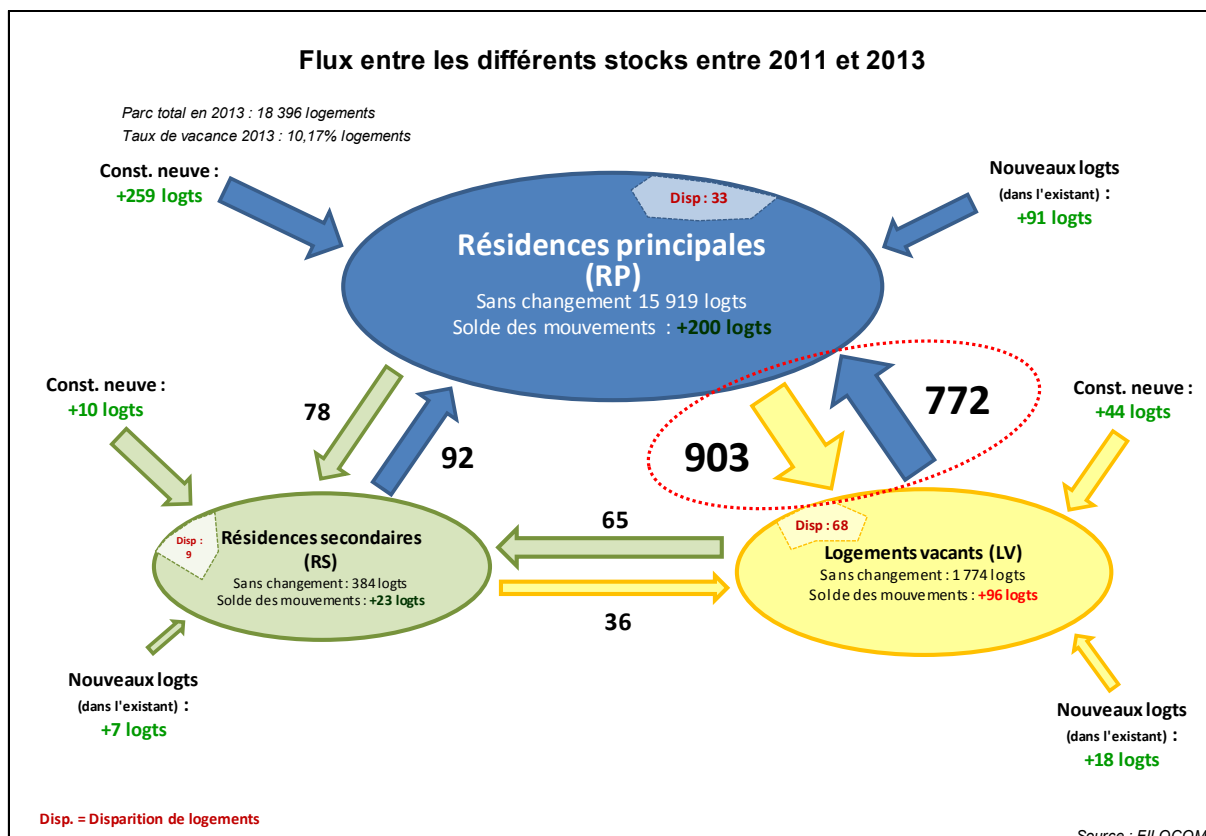 Flux entre les différents stocks entre 2011 et 2013
Parc total en 2013 : 18 396 logements
Taux de vacance 2013 : 10,17% logements
Const. neuve :
+259 logts
Nouveaux logts
(dans l'existant) :
+91 logts
Disp : 33
Résidences principales
(RP)
Sans changement 15 919 logts
Solde des mouvements : +200 logts
Const. neuve :
+10 logts
78
92
903
772
Const. neuve :
+44 logts
Disp :
9
Résidences secondaires
(RS)
Sans changement : 384 logts
Solde des mouvements : +23 logts
65
36
Disp : 68
Logements vacants (LV)
Sans changement : 1 774 logts
Solde des mouvements : +96 logts
Nouveaux logts
(dans l'existant) :
+7 logts
Nouveaux logts
(dans l'existant) :
+18 logts
Disp. = Disparition de logements
Source : FILOCOM